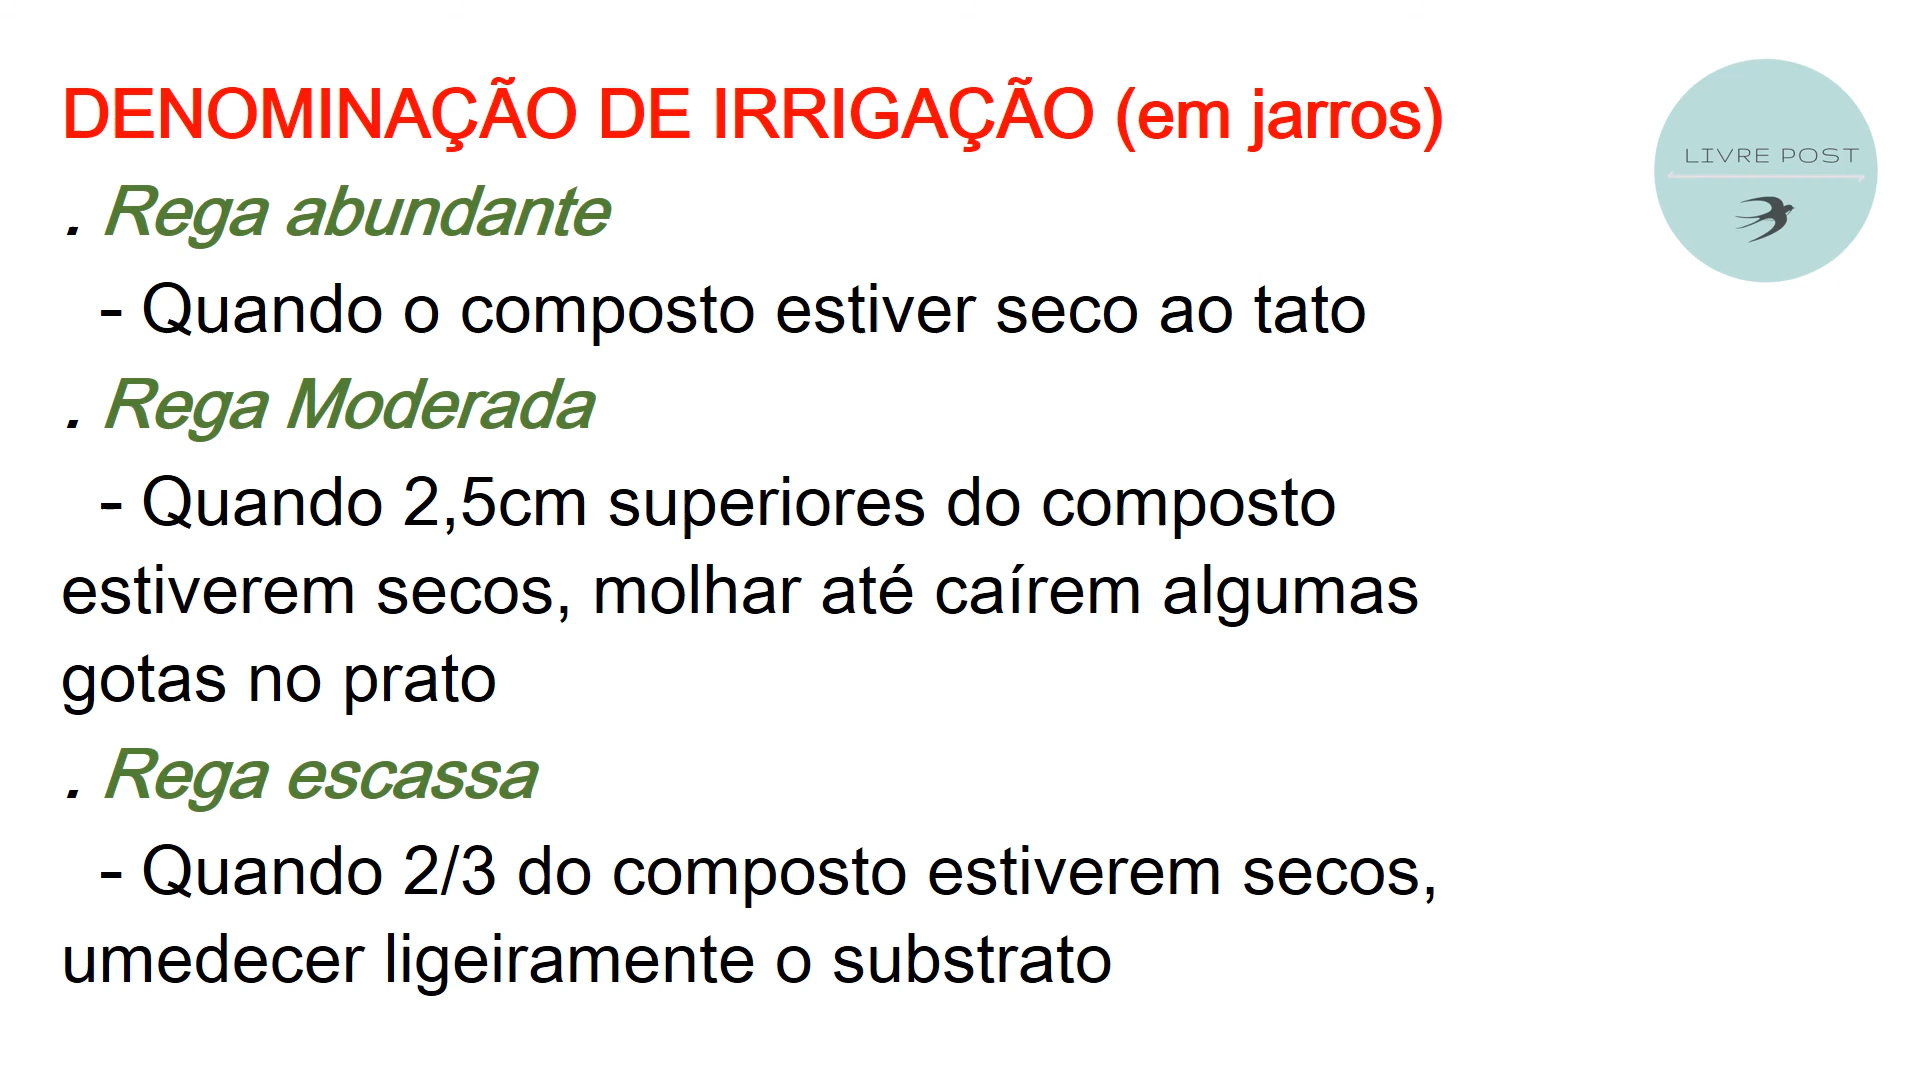 DENOMINAÇÃO DE IRRIGAÇÃO (em jarros)
LIVRE POST
. Rega abundante
- Quando o composto estiver seco ao tato
. Rega Moderada
- Quando 2,5cm superiores do composto
estiverem secos, molhar até caírem algumas
gotas no prato
. Rega escassa
- Quando 2/3 do composto estiverem secos,
umedecer ligeiramente o substrato